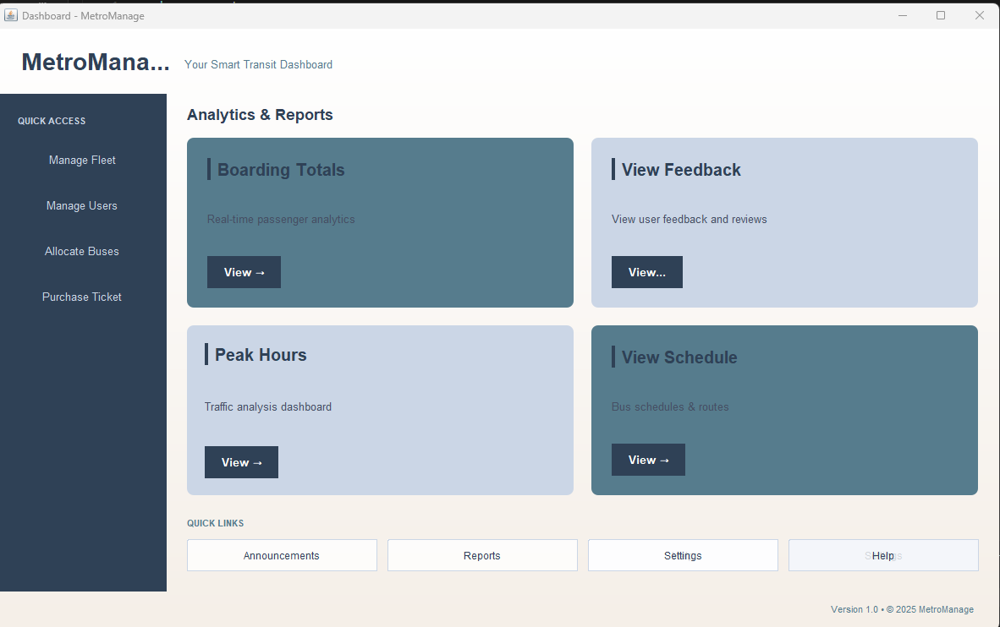 Dashboard - MetroManage
MetroMana...
Your Smart Transit Dashboard
QUICK ACCESS
Manage Fleet
Manage Users
Allocate Buses
Purchase Ticket
Analytics & Reports
Boarding Totals
Real-time passenger analytics
View →
View Feedback
View user feedback and reviews
View...
Peak Hours
Traffic analysis dashboard
View →
View Schedule
Bus schedules & routes
View →
QUICK LINKS
Announcements
Reports
Settings
Help
Version 1.0 • © 2025 MetroManage